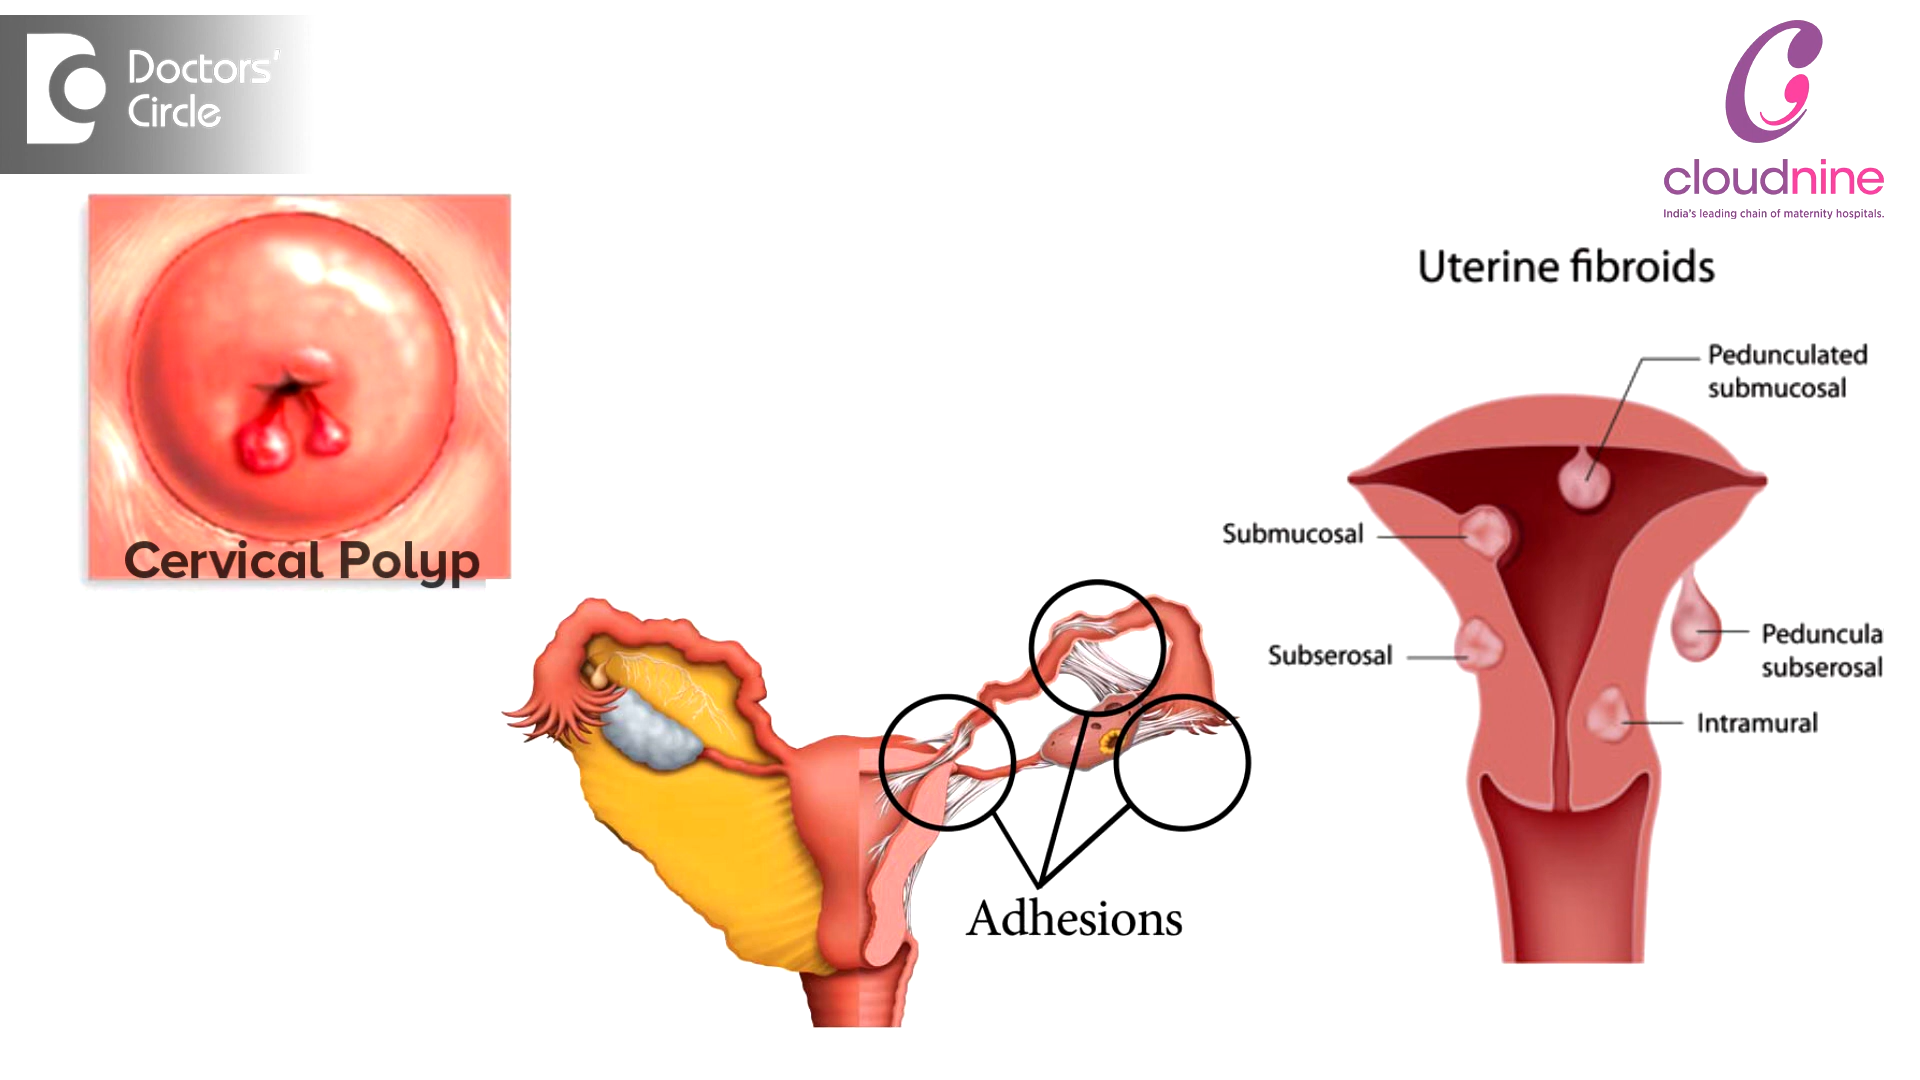 Doctors'
Circle
cloudnine
India's leading chain of maternity hospitals.
Cervical Polyp
Adhesions
Uterine fibroids
Pedunculated
submucosal
Submucosal
Subserosal
Peduncula
subserosal
Intramural